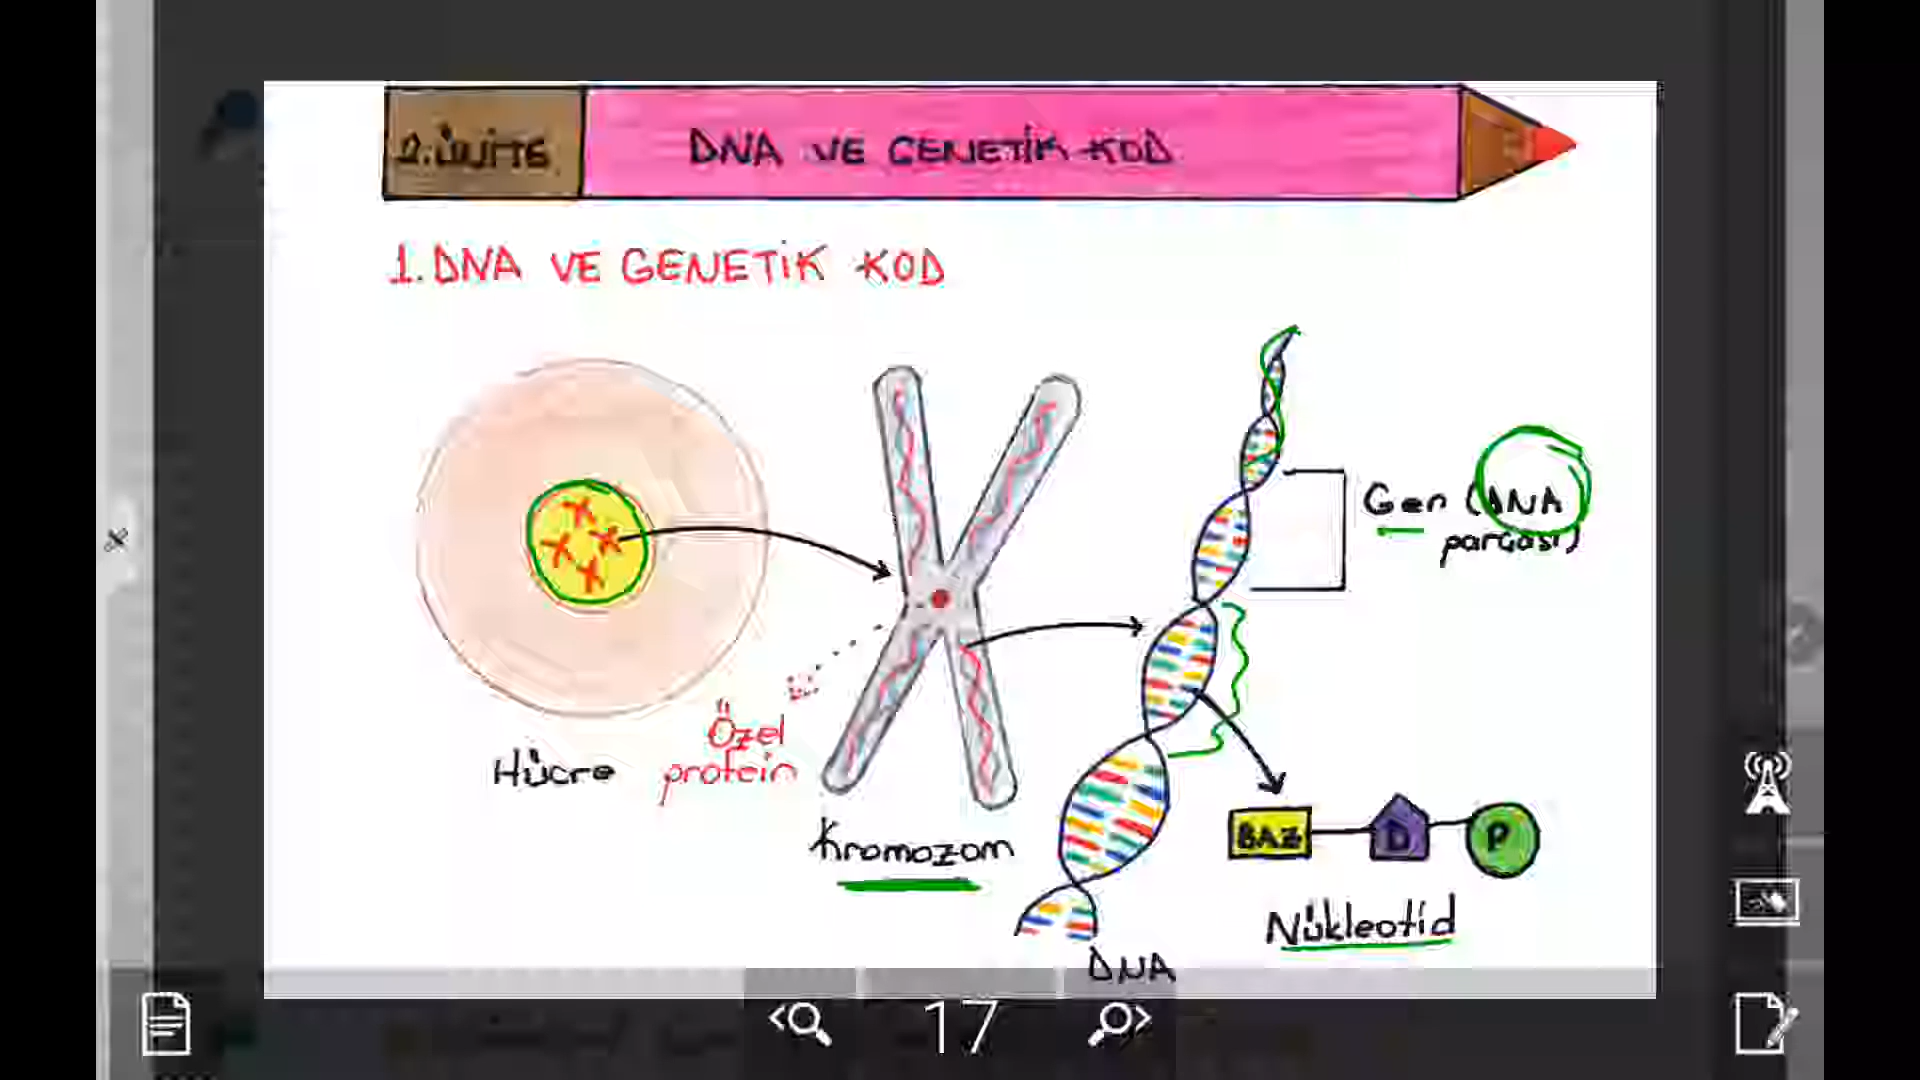 2.ÜNİTE
DNA VE GENETİK KOD
1. DNA VE GENETİK KOD
Gen (DNA
parçası)
Özel
protein
Hücre
Kromozom
BAZ
D
P
Nükleotid
DNA
17